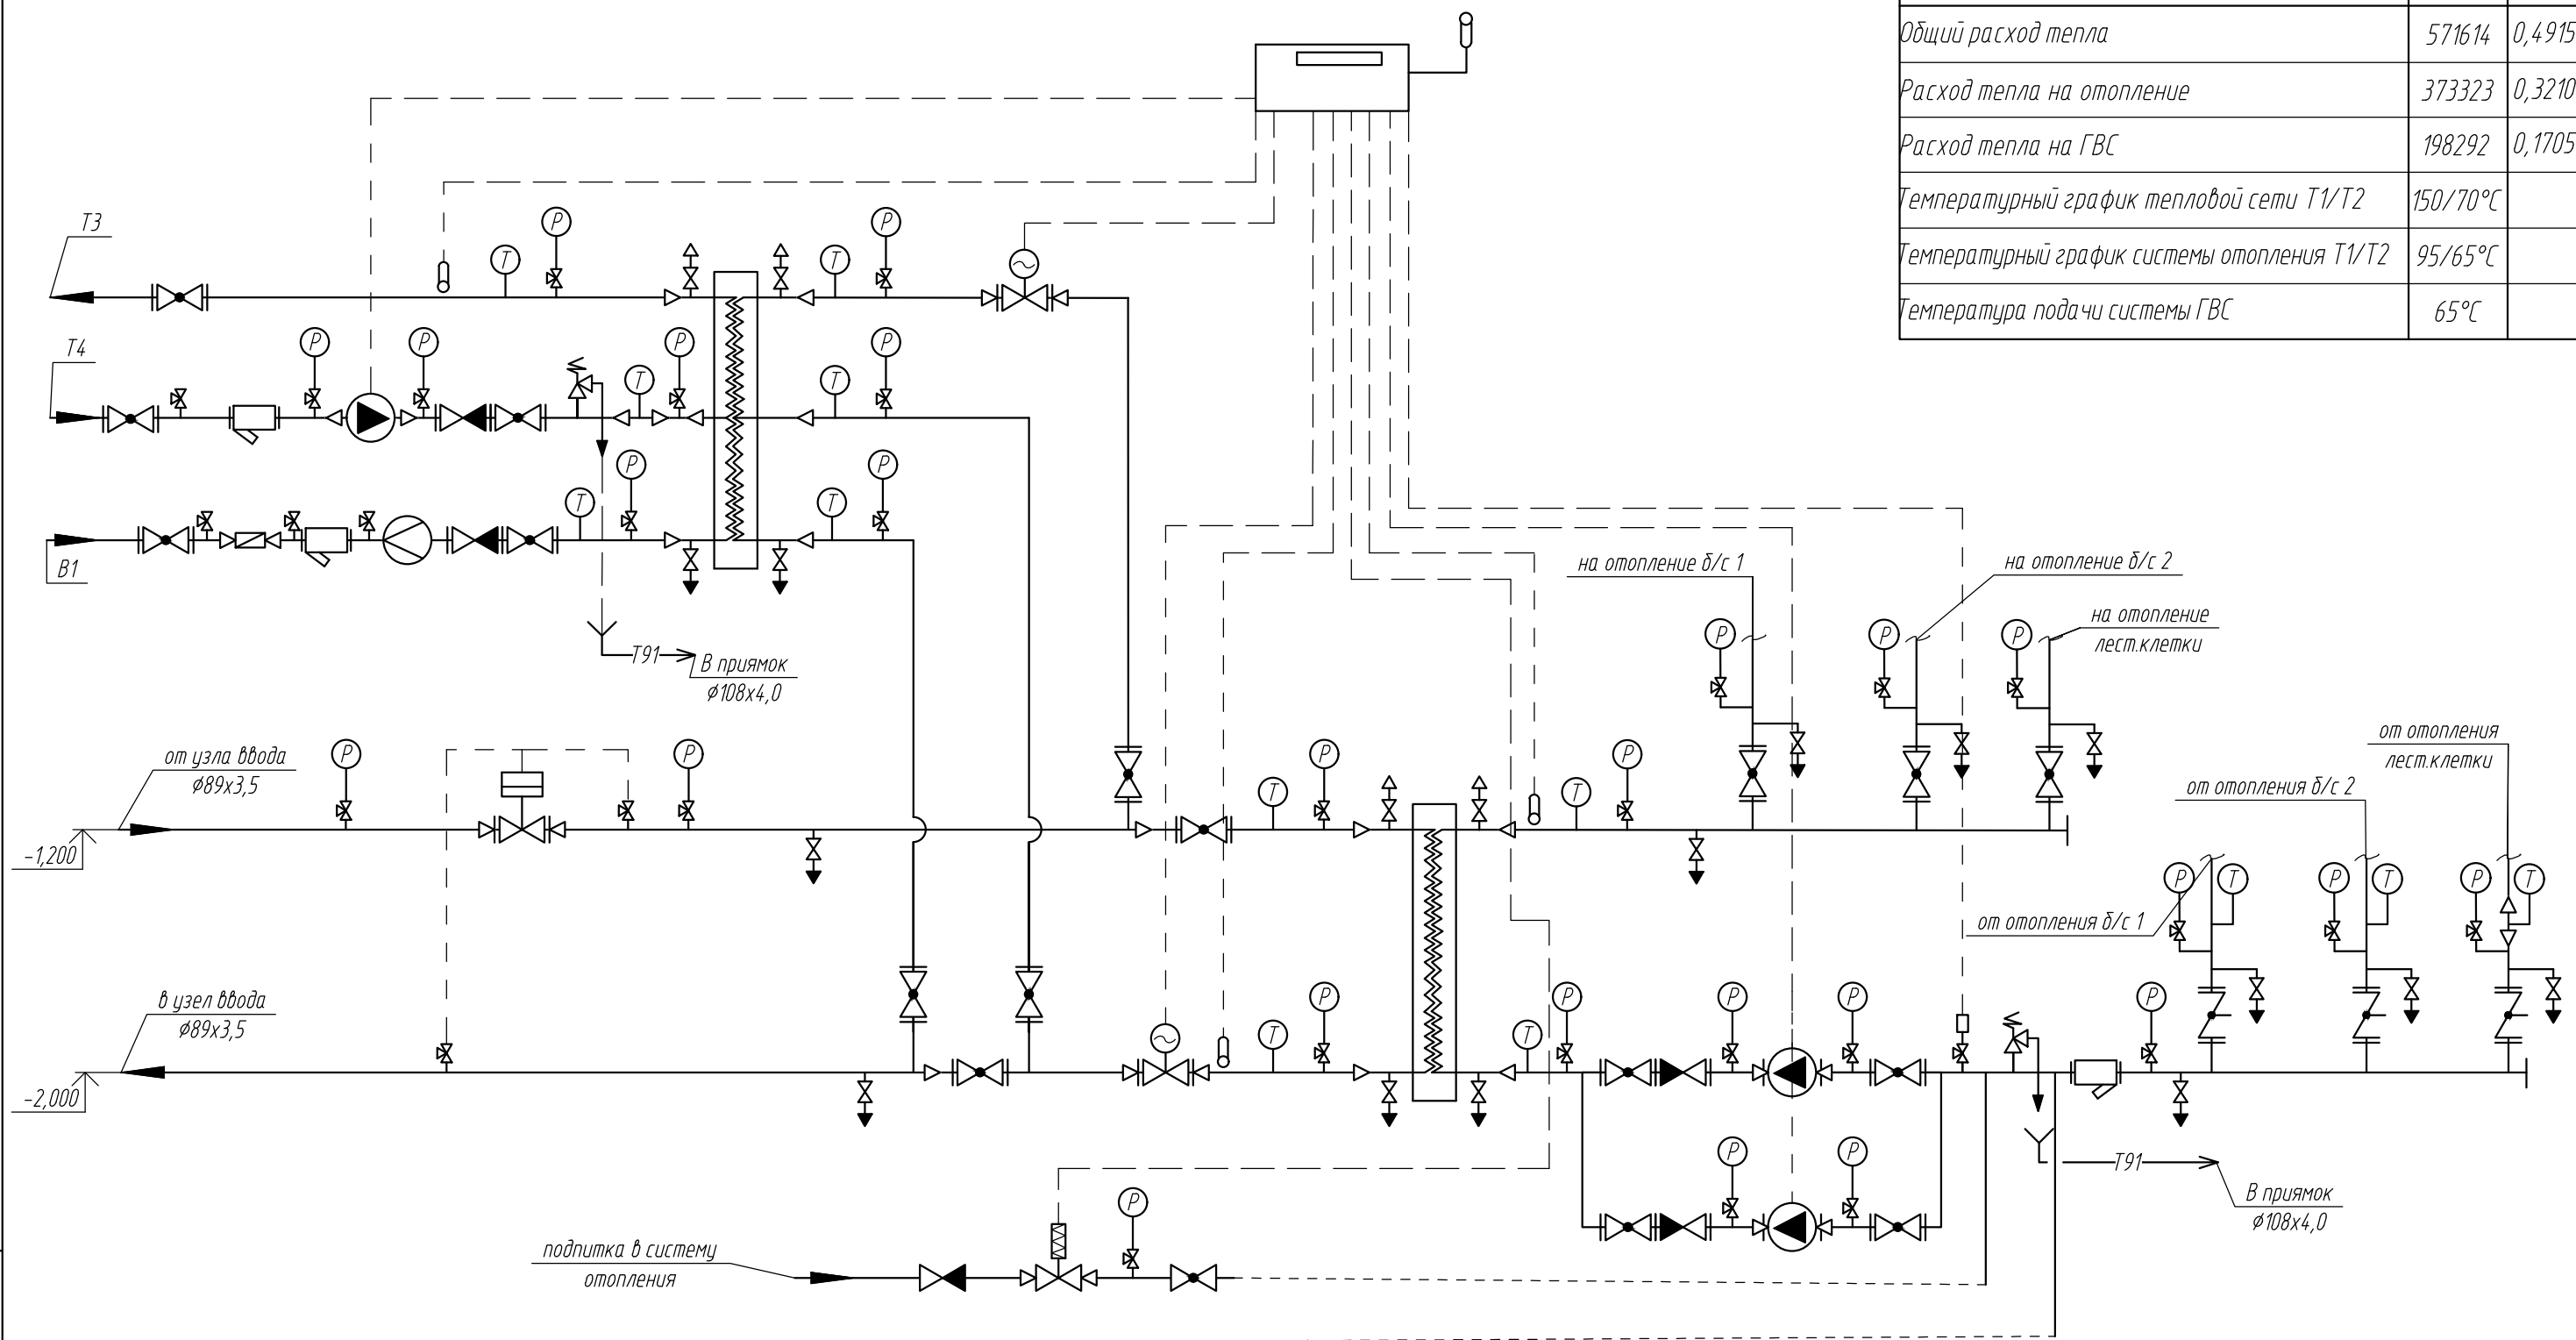 Общий расход тепла 571614 0,4915
Расход тепла на отопление 373323 0,3210
Расход тепла на ГВС 198292 0,1705
Температурный график тепловой сети Т1/Т2 150/70°С
Температурный график системы отопления Т1/Т2 95/65°С
Температура подачи системы ГВС 65°С
Т3
P
P
T
T
Т4
P
P
P
P
T
T
P
P
T
T
В1
Т91
В приямок
ϕ108х4,0
на отопление б/с 1
на отопление б/с 2
на отопление
лест.клетки
P
P
P
от узла ввода
ϕ89х3,5
P
P
P
P
T
T
-1,200
от отопления
лест.клетки
от отопления б/с 2
от отопления б/с 1
P
T
P
T
P
T
в узел ввода
ϕ89х3,5
P
P
P
P
P
T
T
-2,000
P
P
Т91
В приямок
ϕ108х4,0
P
подпитка в систему
отопления